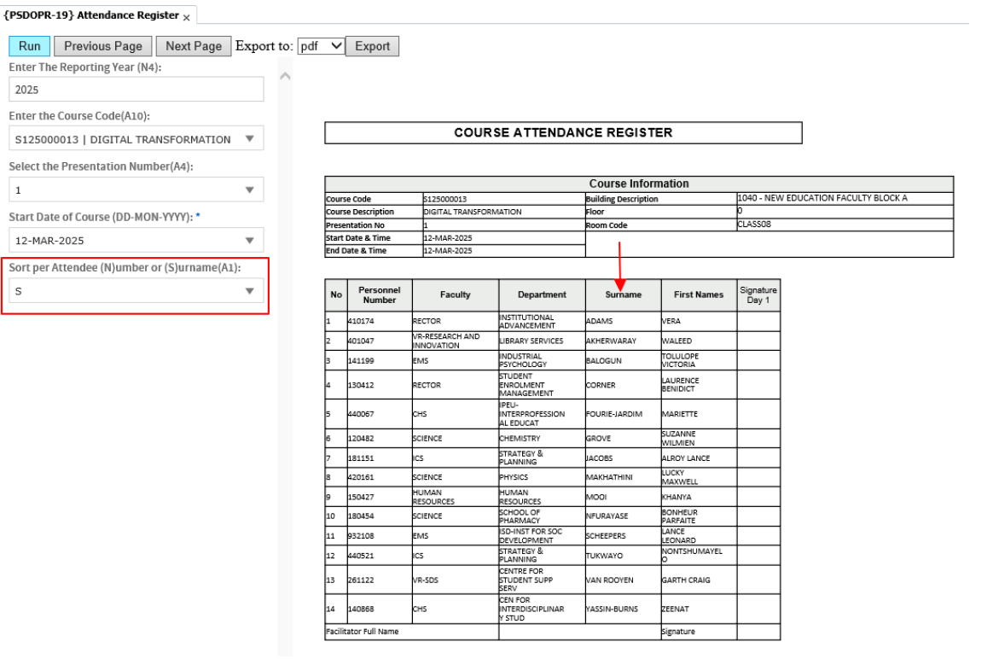 {PSDOPR-19} Attendance Register x
Run Previous Page Next Page Export to: pdf Export
Enter The Reporting Year (N4):
2025
Enter the Course Code(A10):
S125000013 | DIGITAL TRANSFORMATION
Select the Presentation Number(A4):
1
Start Date of Course (DD-MON-YYYY): *
12-MAR-2025
Sort per Attendee (N)umber or (S)urname(A1):
S
COURSE ATTENDANCE REGISTER
Course Information
Course Code S125000013 Building Description 1040 - NEW EDUCATION FACULTY BLOCK A
Course Description DIGITAL TRANSFORMATION Floor 0
Presentation No 1 Room Code CLASS08
Start Date & Time 12-MAR-2025
End Date & Time 12-MAR-2025
No Personnel Number Faculty Department Surname First Names Signature Day 1
1 410174 RECTOR INSTITUTIONAL ADVANCEMENT ADAMS VERA
2 401047 VR-RESEARCH AND INNOVATION LIBRARY SERVICES AKHERWARAY WALEED
3 141199 EMS INDUSTRIAL PSYCHOLOGY BALOGUN TOLULOPE VICTORIA
4 130412 RECTOR STUDENT ENROLMENT MANAGEMENT CORNER LAURENCE BENIDICT
5 440067 CHS IPEU-INTERPROFESSIONAL EDUCAT FOURIE-JARDIM MARIETTE
6 120482 SCIENCE CHEMISTRY GROVE SUZANNE WILMIEN
7 181151 ICS STRATEGY & PLANNING JACOBS ALROY LANCE
8 420161 SCIENCE PHYSICS MAKHATHINI LUCKY MAXWELL
9 150427 HUMAN RESOURCES HUMAN RESOURCES MOOI KHANYA
10 180454 SCIENCE SCHOOL OF PHARMACY NFURAYASE BONHEUR PARFAITE
11 932108 EMS ISD-INST FOR SOC DEVELOPMENT SCHEEPERS LANCE LEONARD
12 440521 ICS STRATEGY & PLANNING TUKWAYO NONTSHUMAYELO
13 261122 VR-SDS CENTRE FOR STUDENT SUPP SERV VAN ROOYEN GARTH CRAIG
14 140868 CHS CEN FOR INTERDISCIPLINARY STUD YASSIN-BURNS ZEENAT
Facilitator Full Name Signature